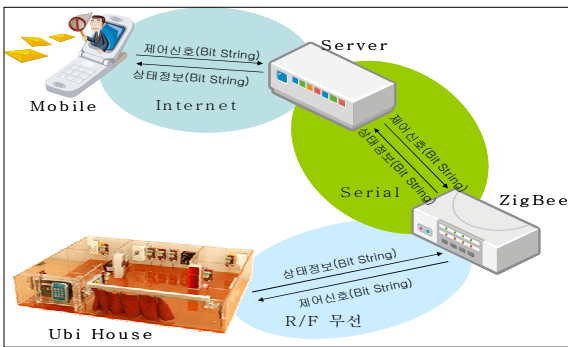 Server
제어신호(Bit String)
상태정보(Bit String)
Mobile
Internet
제어신호(Bit String)
상태정보(Bit String)
Serial
ZigBee
상태정보(Bit String)
제어신호(Bit String)
R/F 무선
Ubi House